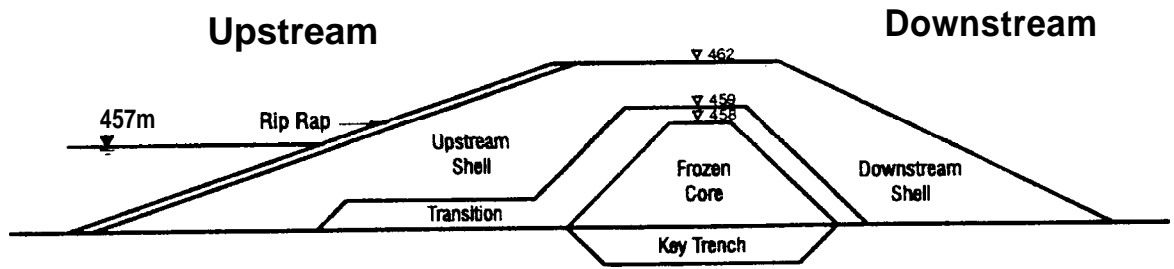 Upstream
Downstream
462
457m
459
458
Rip Rap
Upstream
Shell
Frozen
Core
Downstream
Shell
Transition
Key Trench